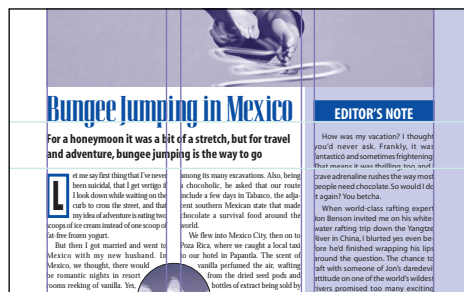 Bungee Jumping in Mexico
For a honeymoon it was a bit of a stretch, but for travel
and adventure, bungee jumping is the way to go
Let me say first thing that I've never
been suicidal, that I get vertigo if
I look down while waiting on the
curb to cross the street, and that
my idea of adventure is eating two
scoops of ice cream instead of one scoop of
fat-free frozen yogurt.
But then I got married and went to
Mexico with my new husband. In
Mexico, we thought, there would
be romantic nights in resort
rooms reeking of vanilla. Yes,
among its many excavations. Also, being
a chocoholic, he asked that our route
include a few days in Tabasco, the adja-
cent southern Mexican state that made
chocolate a survival food around the
world.
We flew into Mexico City, then on to
Poza Rica, where we caught a local taxi
to our hotel in Papantla. The scent of
vanilla perfumed the air, wafting
from the dried seed pods and
bottles of extract being sold by
EDITOR'S NOTE
How was my vacation? I thought
you'd never ask. Frankly, it was
fantastico and sometimes frightening.
That means it was thrilling too, and I
crave adrenaline rushes the way most
people need chocolate. So would I do
it again? You betcha.
When world-class rafting expert
Jon Benson invited me on his white-
water rafting trip down the Yangtze
River in China, I blurted yes even be-
fore he'd finished wrapping his lips
around the question. The chance to
raft with someone of Jon's daredevil
attitude on one of the world's wildest
rivers promised too many exciting